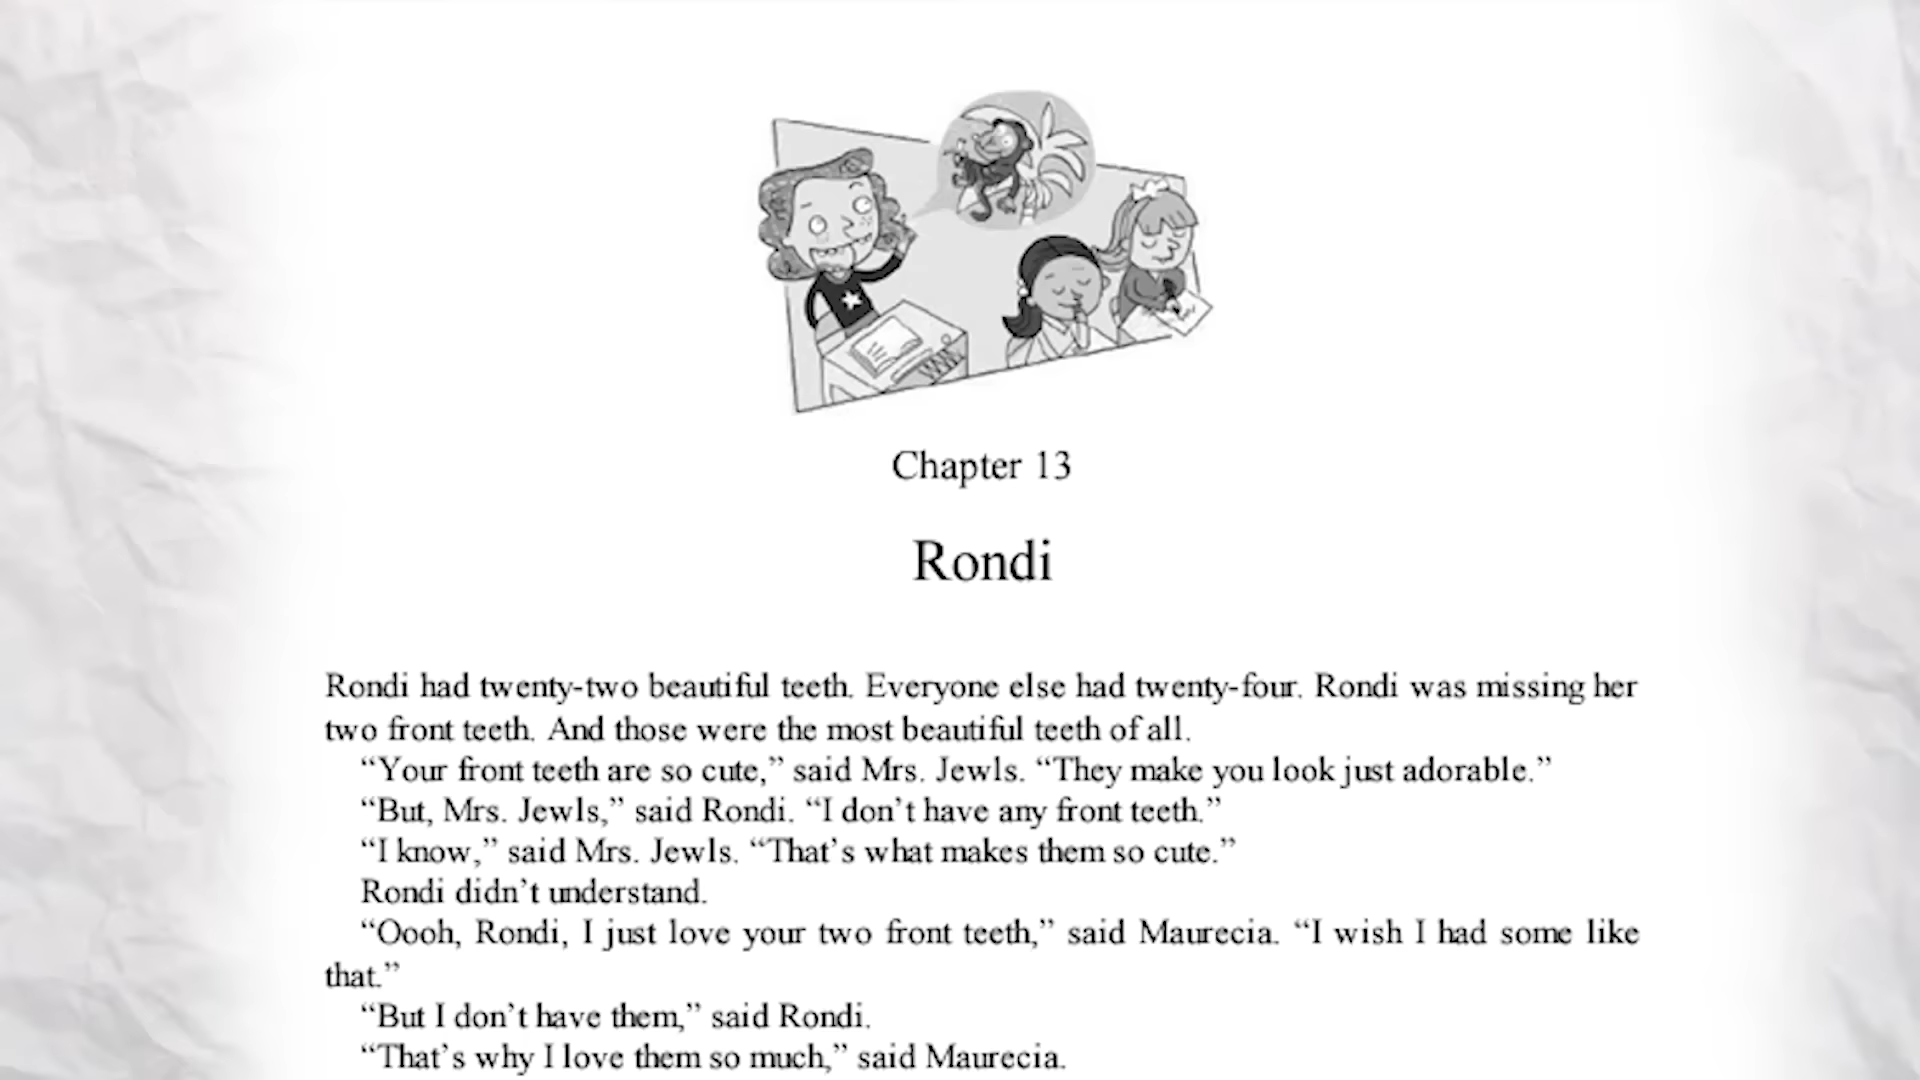 Chapter 13
Rondi
Rondi had twenty-two beautiful teeth. Everyone else had twenty-four. Rondi was missing her
two front teeth. And those were the most beautiful teeth of all.
“Your front teeth are so cute,” said Mrs. Jewls. “They make you look just adorable.”
“But, Mrs. Jewls,” said Rondi. “I don’t have any front teeth.”
“I know,” said Mrs. Jewls. “That’s what makes them so cute.”
Rondi didn’t understand.
“Oooh, Rondi, I just love your two front teeth,” said Maurecia. “I wish I had some like
that.”
“But I don’t have them,” said Rondi.
“That’s why I love them so much,” said Maurecia.